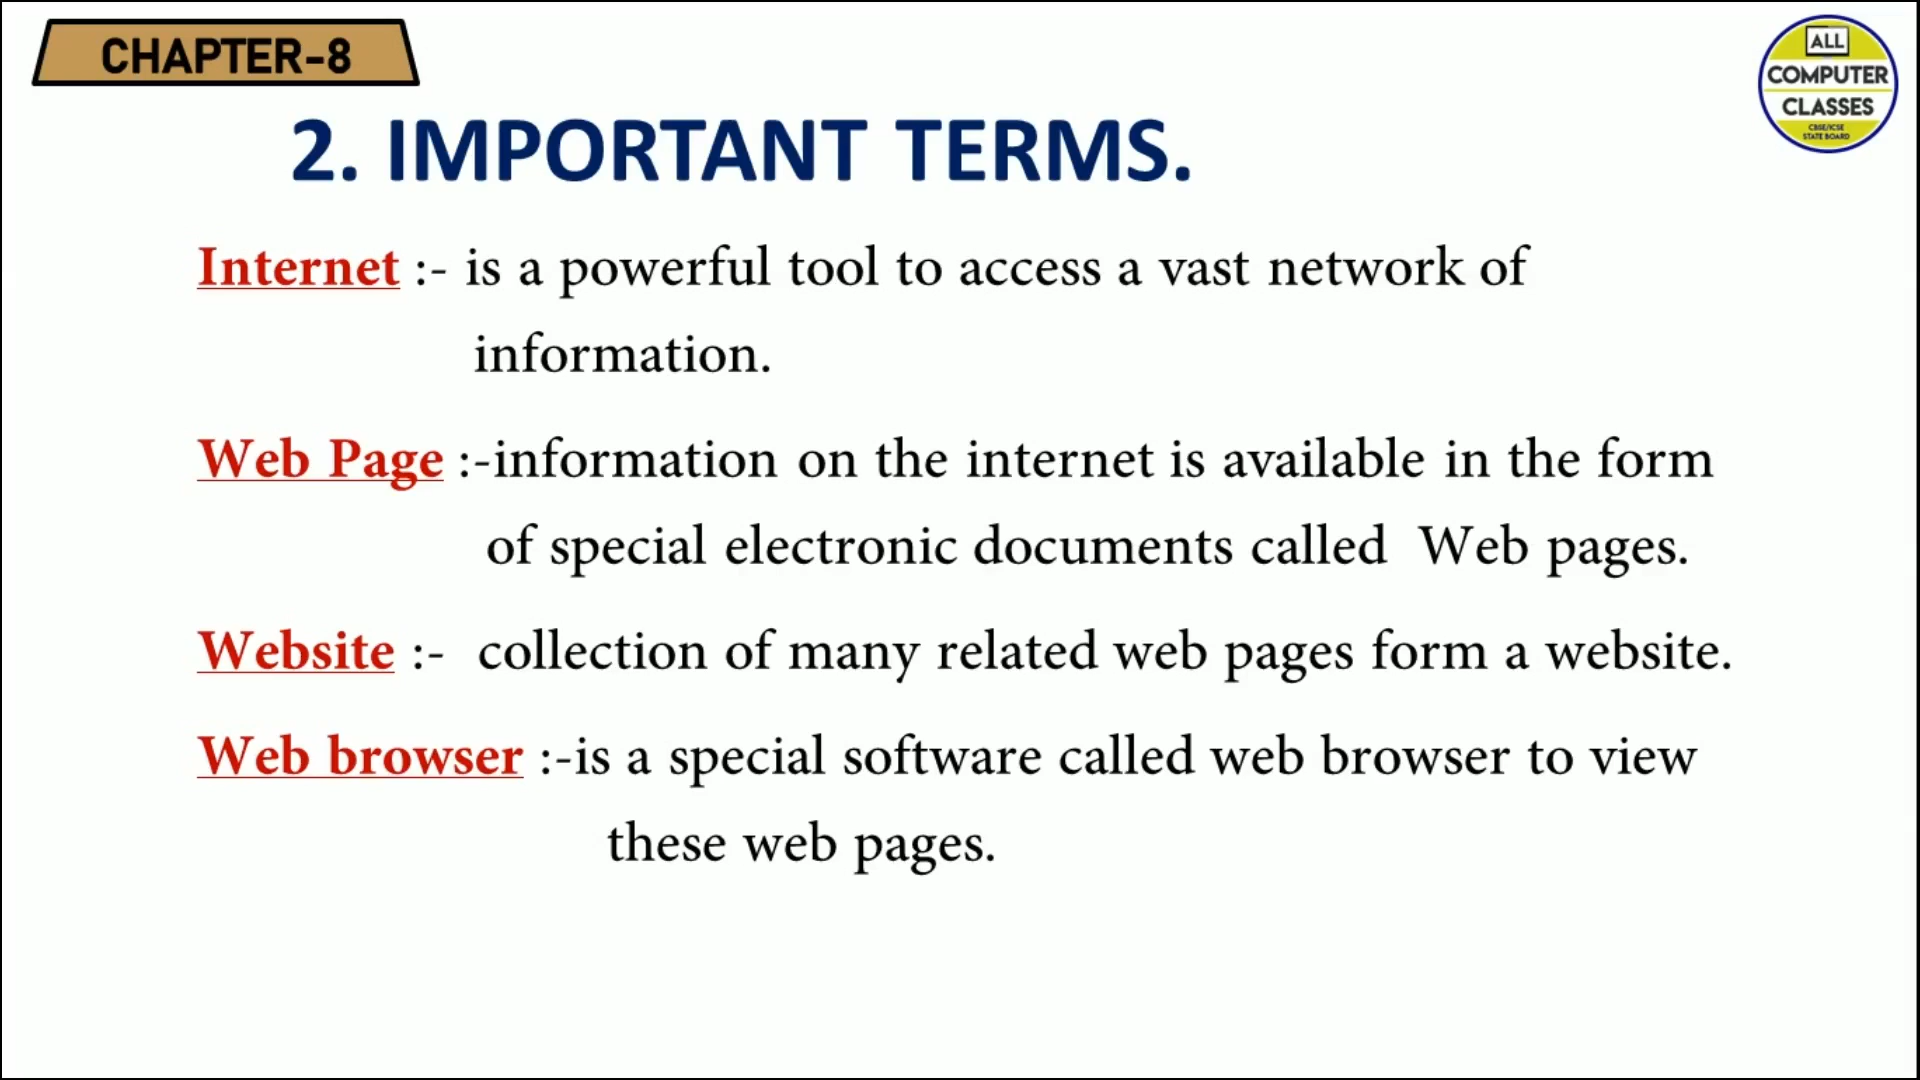 CHAPTER-8
ALL
COMPUTER
CLASSES
CBSE/ICSE
STATE BOARD
2. IMPORTANT TERMS.
Internet :- is a powerful tool to access a vast network of
information.
Web Page :-information on the internet is available in the form
of special electronic documents called Web pages.
Website :- collection of many related web pages form a website.
Web browser :-is a special software called web browser to view
these web pages.